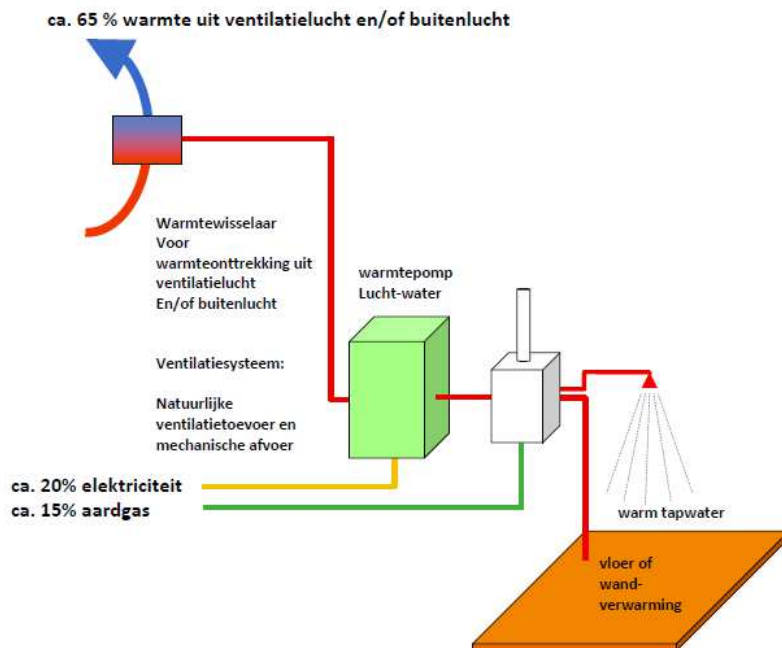 ca. 65 % warmte uit ventilatielucht en/of buitenlucht
Warmtewisselaar
Voor
warmteonttrekking uit
ventilatielucht
En/of buitenlucht
warmtepomp
Lucht-water
Ventilatiesysteem:
Natuurlijke
ventilatietoevoer en
mechanische afvoer
ca. 20% elektriciteit
ca. 15% aardgas
warm tapwater
vloer of
wand-
verwarming